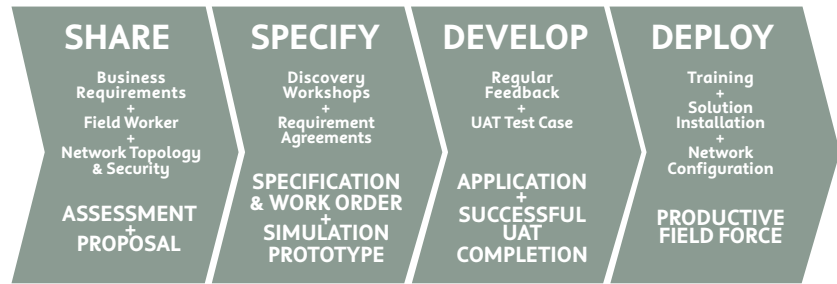 SHARE
Business
Requirements
+
Field Worker
+
Network Topology
& Security
ASSESSMENT
+
PROPOSAL
SPECIFY
Discovery
Workshops
+
Requirement
Agreements
SPECIFICATION
& WORK ORDER
+
SIMULATION
PROTOTYPE
DEVELOP
Regular
Feedback
+
UAT Test Case
APPLICATION
+
SUCCESSFUL
UAT
COMPLETION
DEPLOY
Training
+
Solution
Installation
+
Network
Configuration
PRODUCTIVE
FIELD FORCE